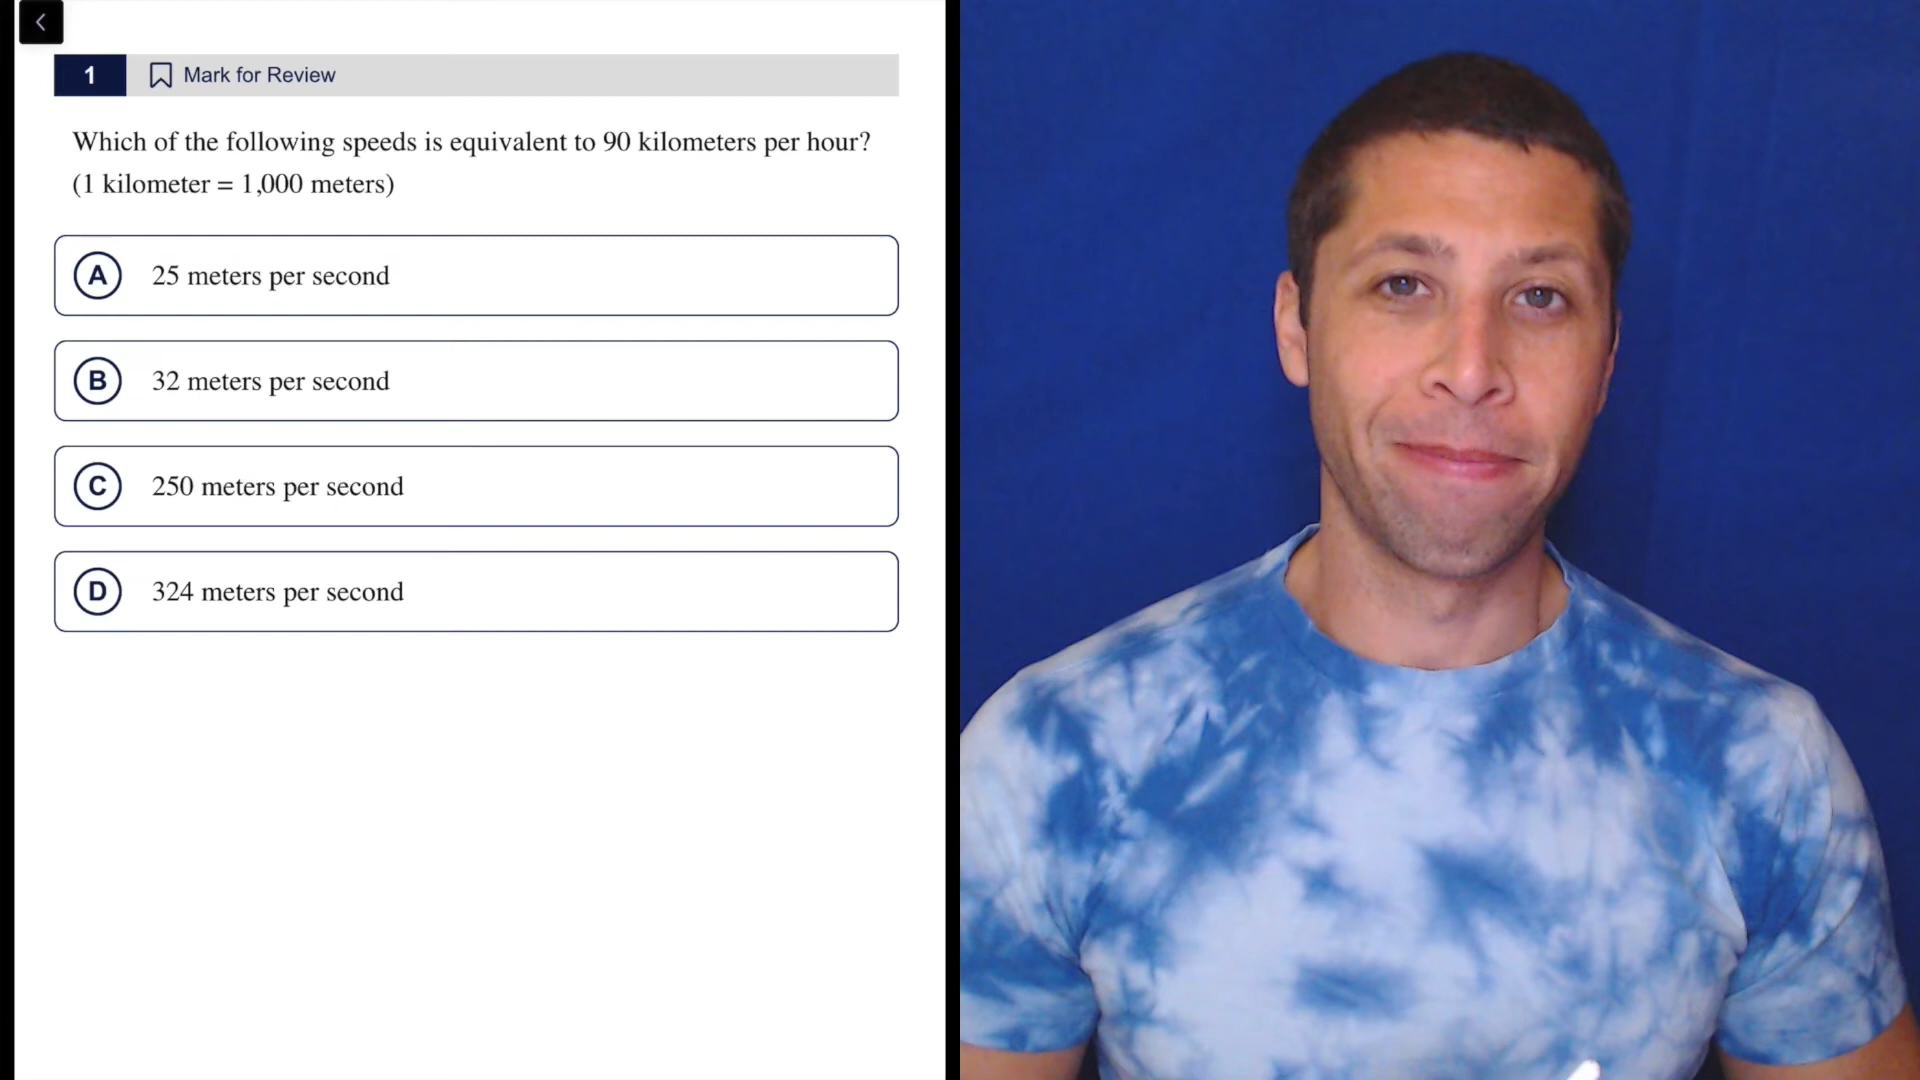 1 Mark for Review
Which of the following speeds is equivalent to 90 kilometers per hour?
(1 kilometer = 1,000 meters)
A 25 meters per second
B 32 meters per second
C 250 meters per second
D 324 meters per second